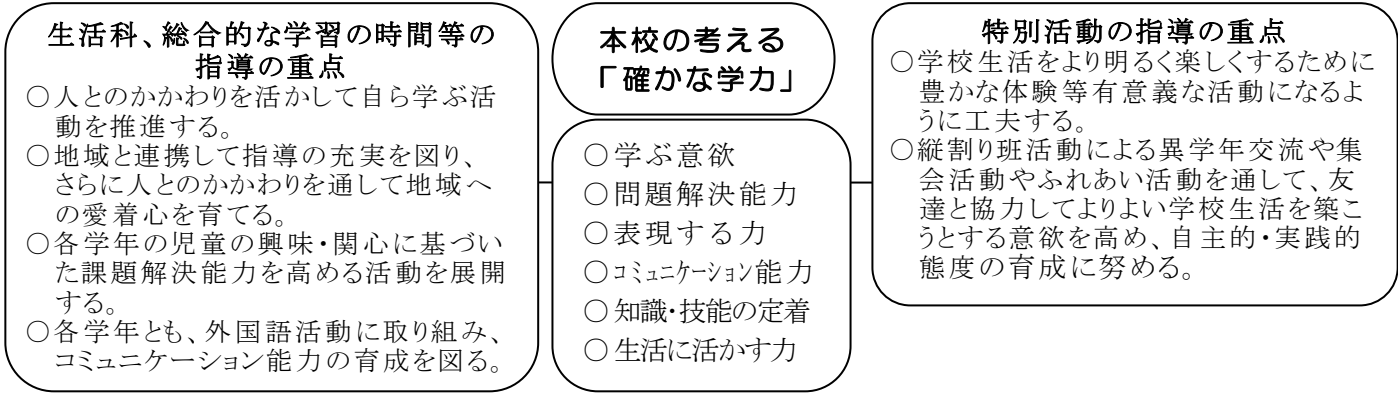 生活科、総合的な学習の時間等の
指導の重点
○人とのかかわりを活かして自ら学ぶ活
動を推進する。
○地域と連携して指導の充実を図り、
さらに人とのかかわりを通して地域へ
の愛着心を育てる。
○各学年の児童の興味・関心に基づい
た課題解決能力を高める活動を展開
する。
○各学年とも、外国語活動に取り組み、
コミュニケーション能力の育成を図る。
本校の考える
「確かな学力」
○学ぶ意欲
○問題解決能力
○表現する力
○コミュニケーション能力
○知識・技能の定着
○生活に活かす力
特別活動の指導の重点
○学校生活をより明るく楽しくするために
豊かな体験等有意義な活動になるよ
うに工夫する。
○縦割り班活動による異学年交流や集
会活動やふれあい活動を通して、友
達と協力してよりよい学校生活を築こ
うとする意欲を高め、自主的・実践的
態度の育成に努める。